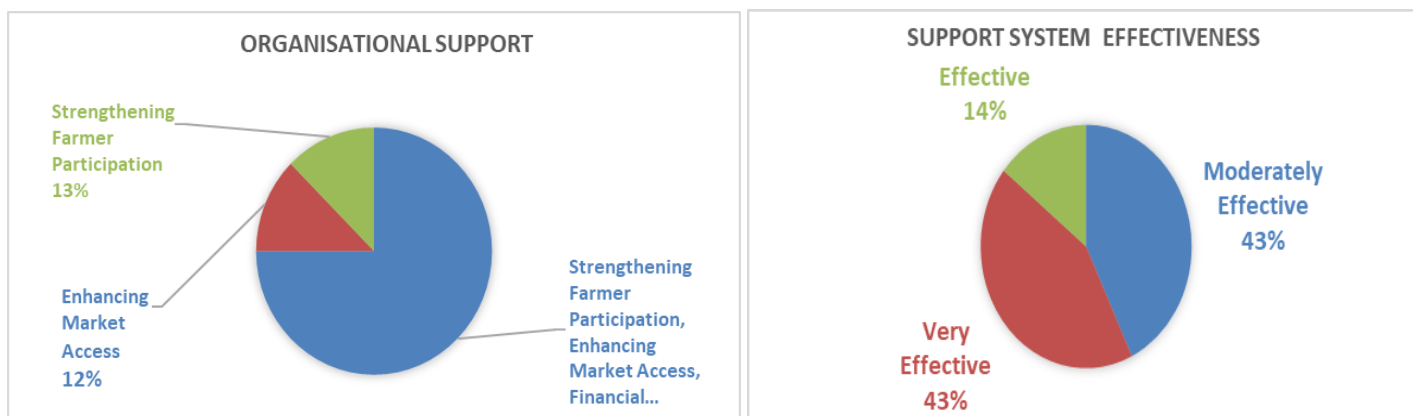 ORGANISATIONAL SUPPORT
Strengthening
Farmer
Participation
13%
Enhancing
Market
Access
12%
Strengthening
Farmer
Participation,
Enhancing
Market Access,
Financial...
SUPPORT SYSTEM EFFECTIVENESS
Effective
14%
Moderately
Effective
43%
Very
Effective
43%